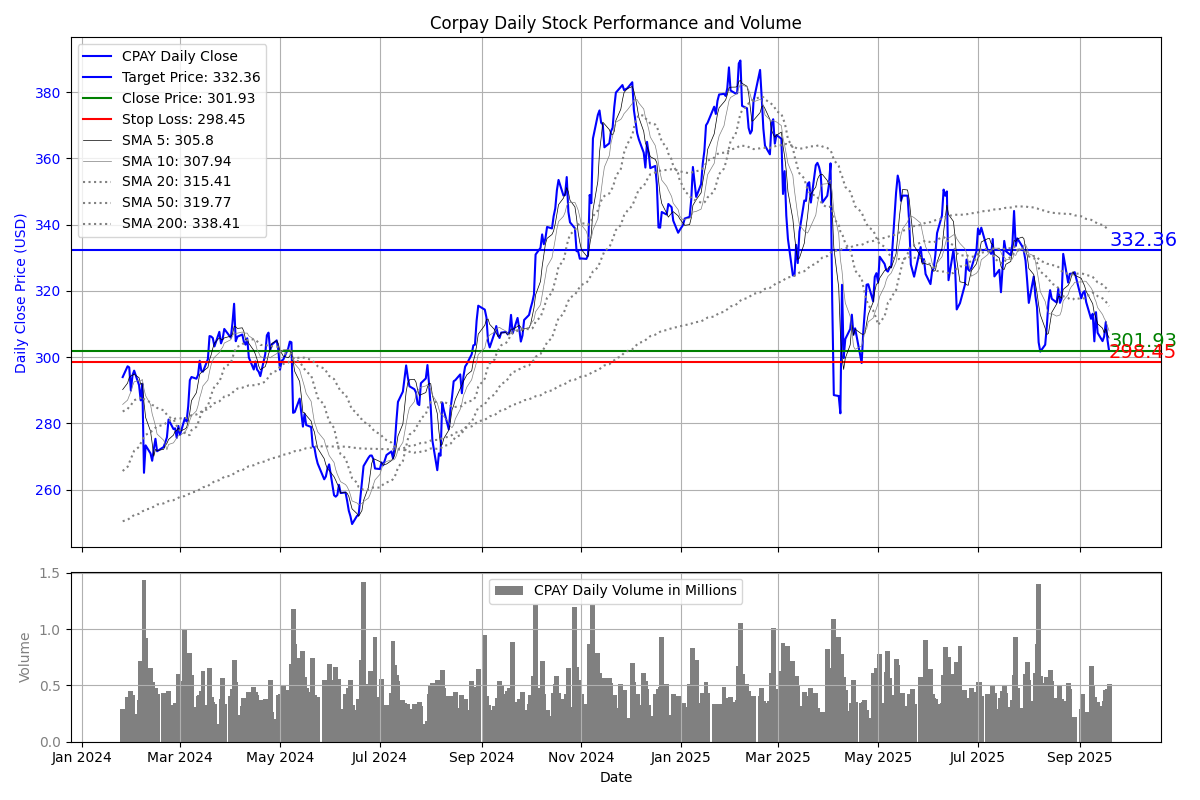 Corpay Daily Stock Performance and Volume
CPAY Daily Close
Target Price: 332.36
Close Price: 301.93
Stop Loss: 298.45
SMA 5: 305.8
SMA 10: 307.94
SMA 20: 315.41
SMA 50: 319.77
SMA 200: 338.41
Daily Close Price (USD)
380
360
340
320
300
280
260
332.36
301.93
298.45
CPAY Daily Volume in Millions
Volume
1.5
1.0
0.5
0.0
Jan 2024 Mar 2024 May 2024 Jul 2024 Sep 2024 Nov 2024 Jan 2025 Mar 2025 May 2025 Jul 2025 Sep 2025
Date